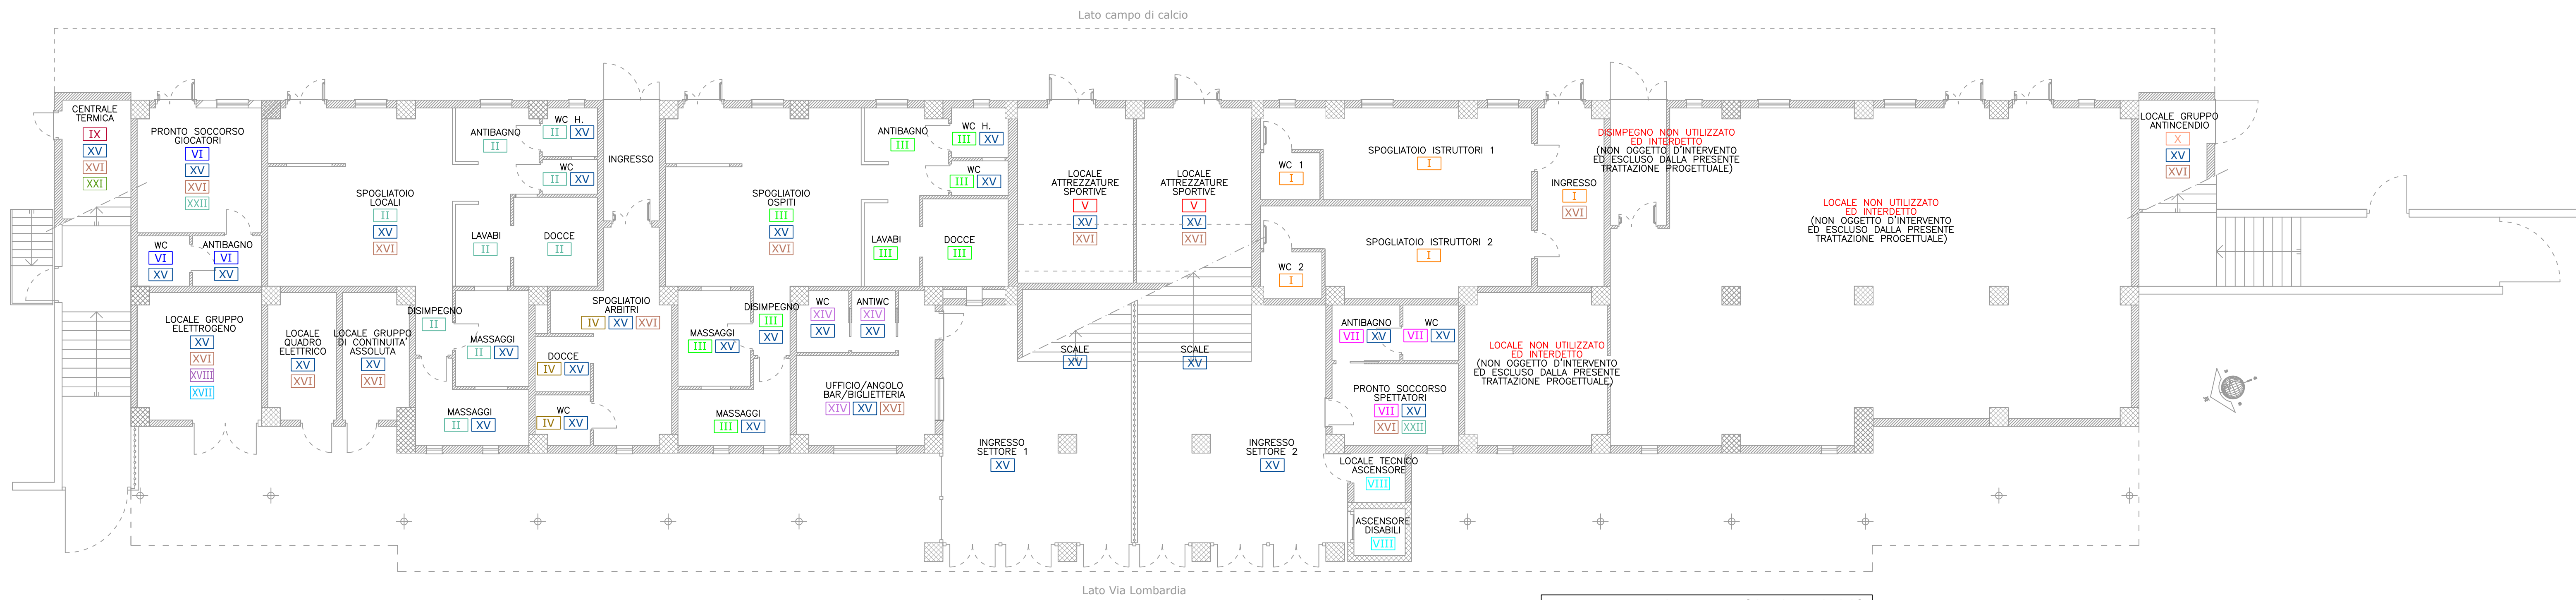 Lato campo di calcio
CENTRALE
TERMICA
IX
XV
XVI
XXI
PRONTO SOCCORSO
GIOCATORI
VI
XV
XVI
XXII
WC
VI
XV
ANTIBAGNO
VI
XV
SPOGLIATOIO
LOCALI
II
XV
XVI
ANTIBAGNO
II
WC H.
II XV
WC
II XV
LAVABI
II
DOCCE
II
INGRESSO
SPOGLIATOIO
OSPITI
III
XV
XVI
ANTIBAGNO
III
WC H.
III XV
WC
III XV
LAVABI
III
DOCCE
III
LOCALE
ATTREZZATURE
SPORTIVE
V
XV
XVI
LOCALE
ATTREZZATURE
SPORTIVE
V
XV
XVI
WC 1
I
SPOGLIATOIO ISTRUTTORI 1
I
WC 2
I
SPOGLIATOIO ISTRUTTORI 2
I
INGRESSO
I
XVI
DISIMPEGNO NON UTILIZZATO
ED INTERDETTO
(NON OGGETTO D'INTERVENTO
ED ESCLUSO DALLA PRESENTE
TRATTAZIONE PROGETTUALE)
LOCALE NON UTILIZZATO
ED INTERDETTO
(NON OGGETTO D'INTERVENTO
ED ESCLUSO DALLA PRESENTE
TRATTAZIONE PROGETTUALE)
LOCALE GRUPPO
ANTINCENDIO
X
XV
XVI
LOCALE GRUPPO
ELETTROGENO
XV
XVI
XVIII
XVII
LOCALE
QUADRO
ELETTRICO
XV
XVI
LOCALE GRUPPO
DI CONTINUITA'
ASSOLUTA
XV
XVI
DISIMPEGNO
II
MASSAGGI
II XV
MASSAGGI
II XV
SPOGLIATOIO
ARBITRI
IV XV XVI
DOCCE
IV XV
WC
IV XV
MASSAGGI
III XV
DISIMPEGNO
III
XV
MASSAGGI
III XV
WC
XIV
XV
ANTIWC
XIV
XV
UFFICIO/ANGOLO
BAR/BIGLIETTERIA
XIV XV XVI
SCALE
XV
SCALE
XV
INGRESSO
SETTORE 1
XV
INGRESSO
SETTORE 2
XV
ANTIBAGNO
VII XV
WC
VII XV
PRONTO SOCCORSO
SPETTATORI
VII XV
XVI XXII
LOCALE NON UTILIZZATO
ED INTERDETTO
(NON OGGETTO D'INTERVENTO
ED ESCLUSO DALLA PRESENTE
TRATTAZIONE PROGETTUALE)
LOCALE TECNICO
ASCENSORE
VIII
ASCENSORE
DISABILI
VIII
Lato Via Lombardia